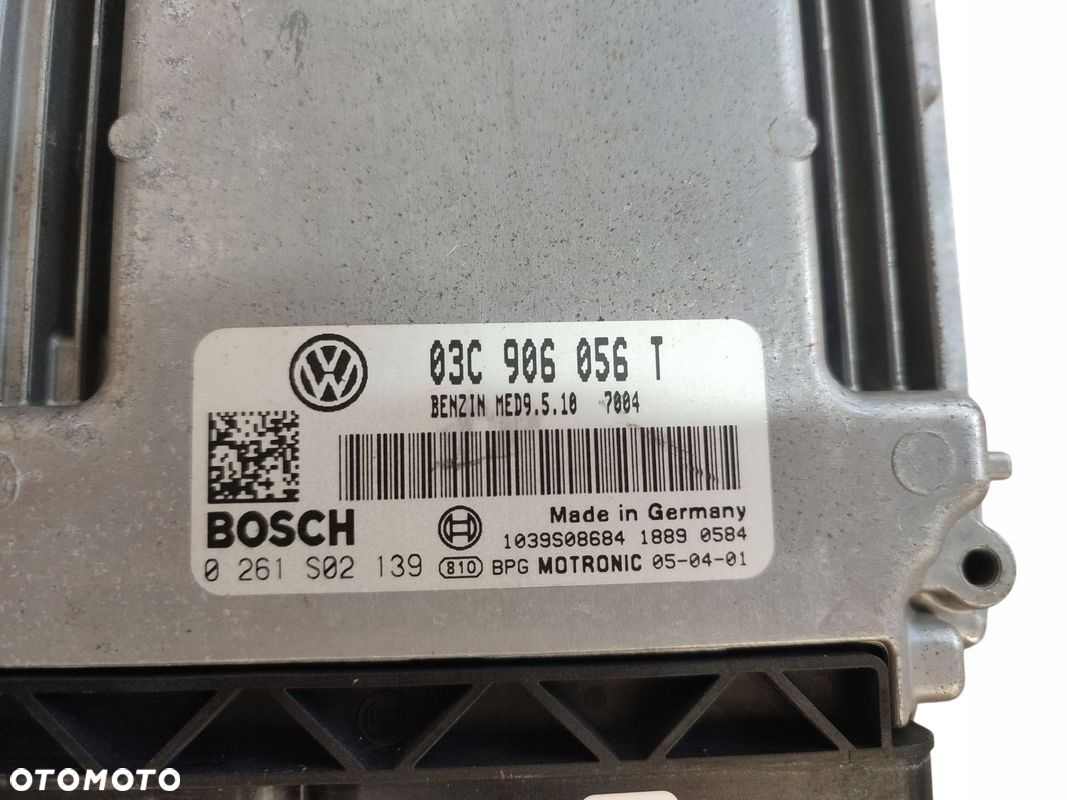 03C 906 056 T
BENZIN MED9.5.10 7004
BOSCH
Made in Germany
1039S08684 1889 0584
0 261 S02 139 810 BPG MOTRONIC 05-04-01
OTOMOTO